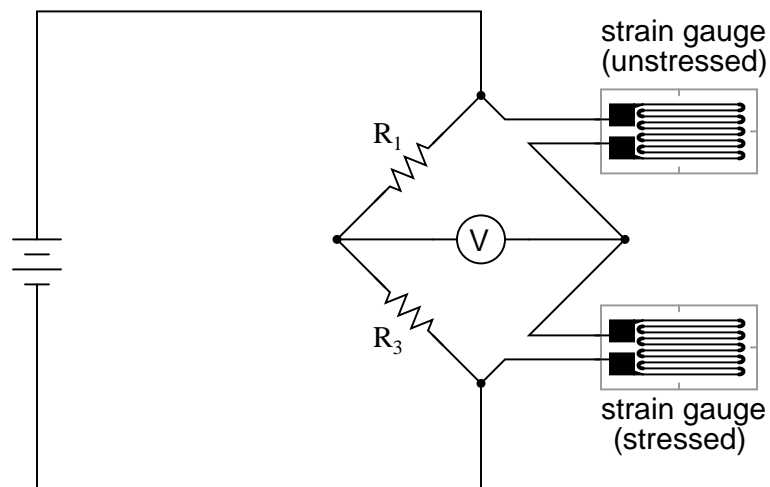 strain gauge
(unstressed)
R₁
V
R₃
strain gauge
(stressed)